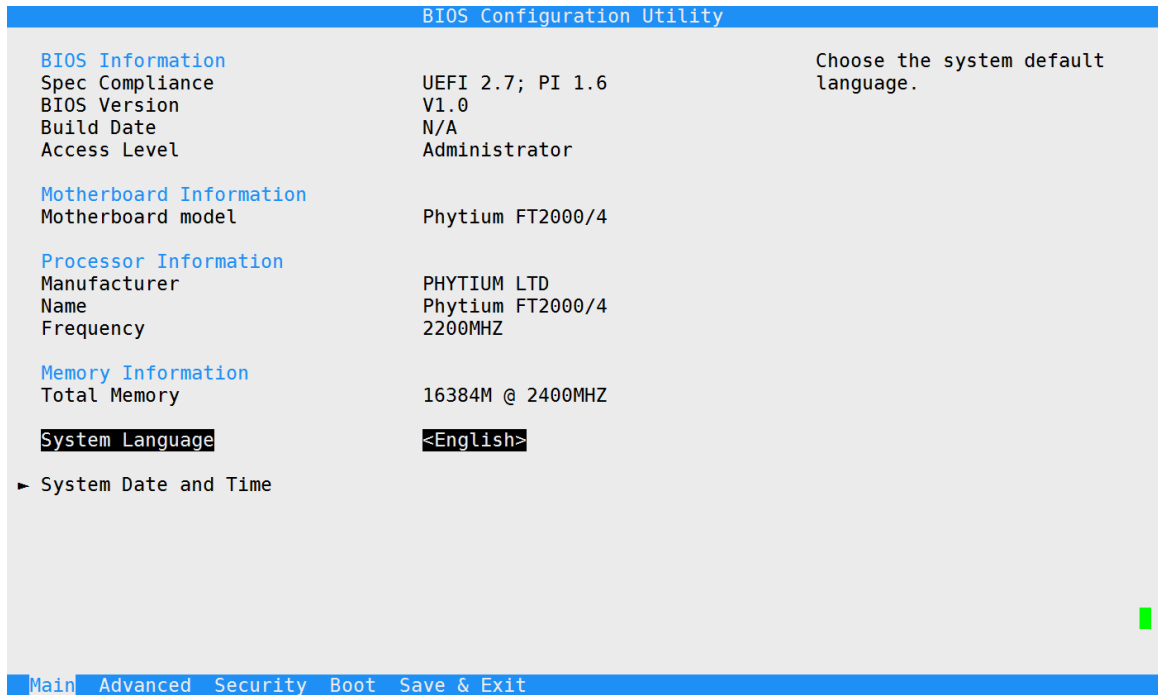 BIOS Configuration Utility
BIOS Information
Choose the system default
Spec Compliance UEFI 2.7; PI 1.6
language.
BIOS Version V1.0
Build Date N/A
Access Level Administrator
Motherboard Information
Motherboard model Phytium FT2000/4
Processor Information
Manufacturer PHYTIUM LTD
Name Phytium FT2000/4
Frequency 2200MHZ
Memory Information
Total Memory 16384M @ 2400MHZ
System Language <English>
► System Date and Time
Main Advanced Security Boot Save & Exit